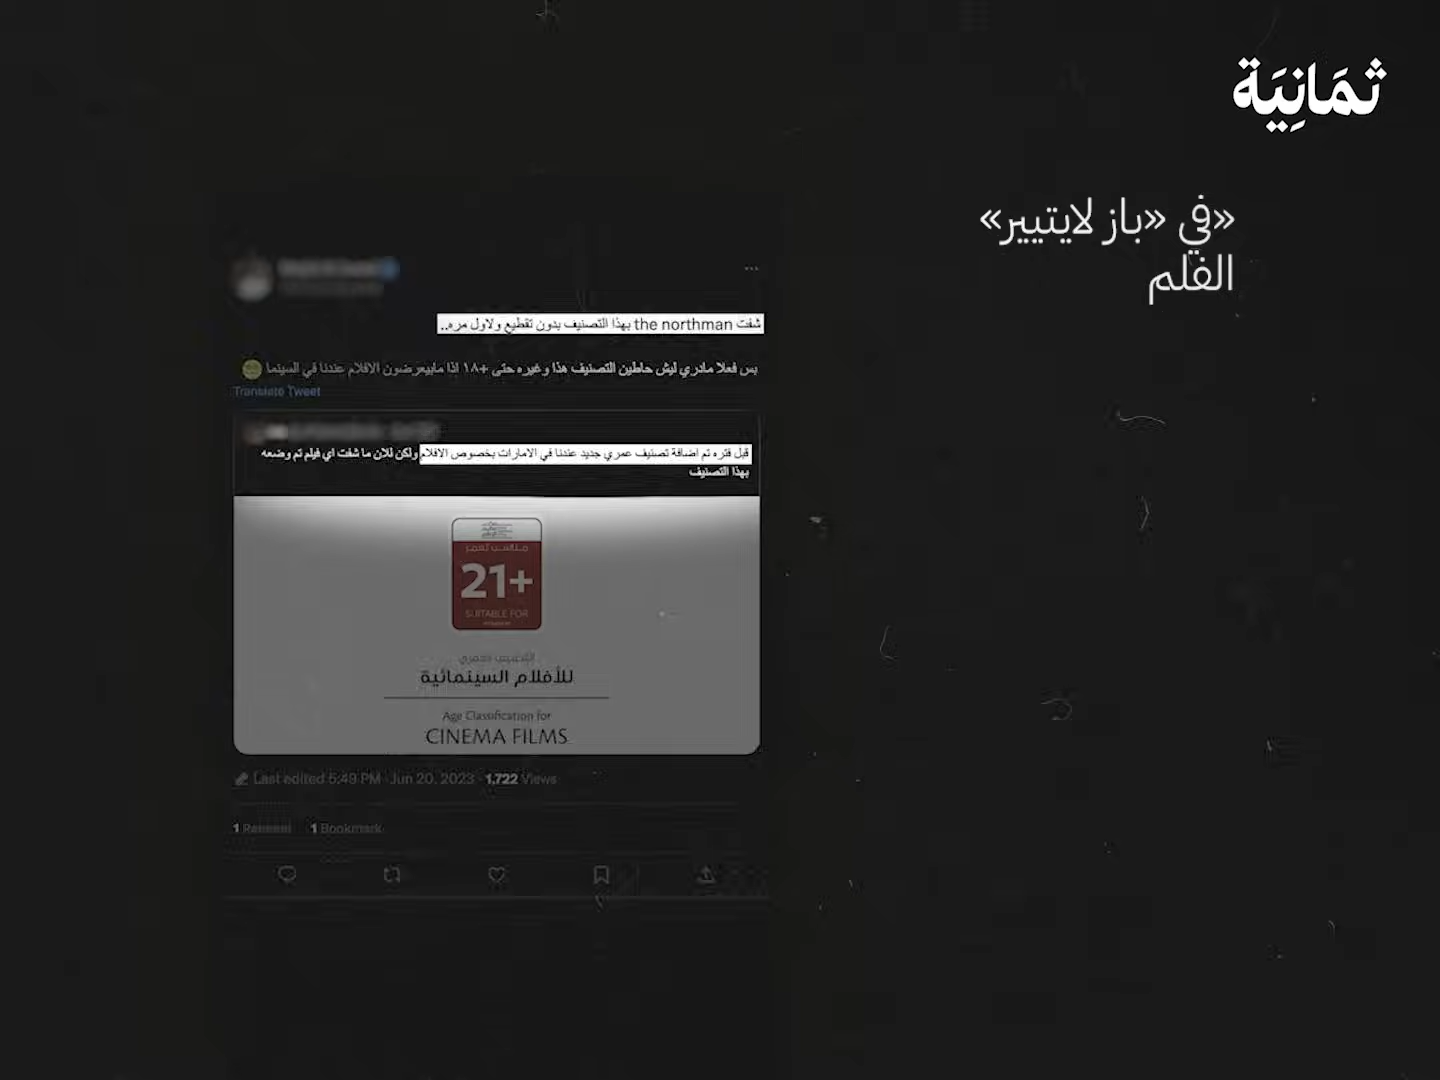 ثمَانِيَة
«في «باز لايتيير»
الفلم
شفت the northman بهذا التصنيف بدون تقطيع ولاول مره..
بس فعلا مادري ليش حاطين التصنيف هذا وغيره حتى +١٨ اذا مابيعرضون الافلام عندنا في السينما
Translate Tweet
قبل فتره تم اضافة تصنيف عمري جديد عندنا في الامارات بخصوص الافلام ولكن للان ما شفت اي فيلم تم وضعه
بهذا التصنيف
مناسب لعمر
21+
SUITABLE FOR
التصنيف العمري
للأفلام السينمائية
Age Classification for
CINEMA FILMS
Last edited 5:49 PM · Jun 20, 2023 · 1,722 Views
1 Retweet 1 Bookmark